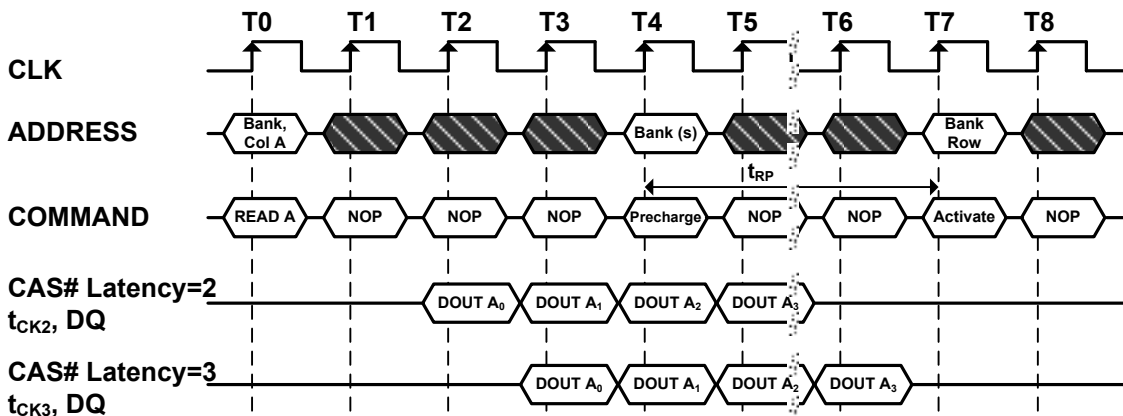 T0 T1 T2 T3 T4 T5 T6 T7 T8
CLK
ADDRESS
Bank,
Col A
Bank (s)
Bank
Row
tRP
COMMAND
READ A NOP NOP NOP Precharge NOP NOP Activate NOP
CAS# Latency=2
tCK2, DQ
DOUT A0 DOUT A1 DOUT A2 DOUT A3
CAS# Latency=3
tCK3, DQ
DOUT A0 DOUT A1 DOUT A2 DOUT A3